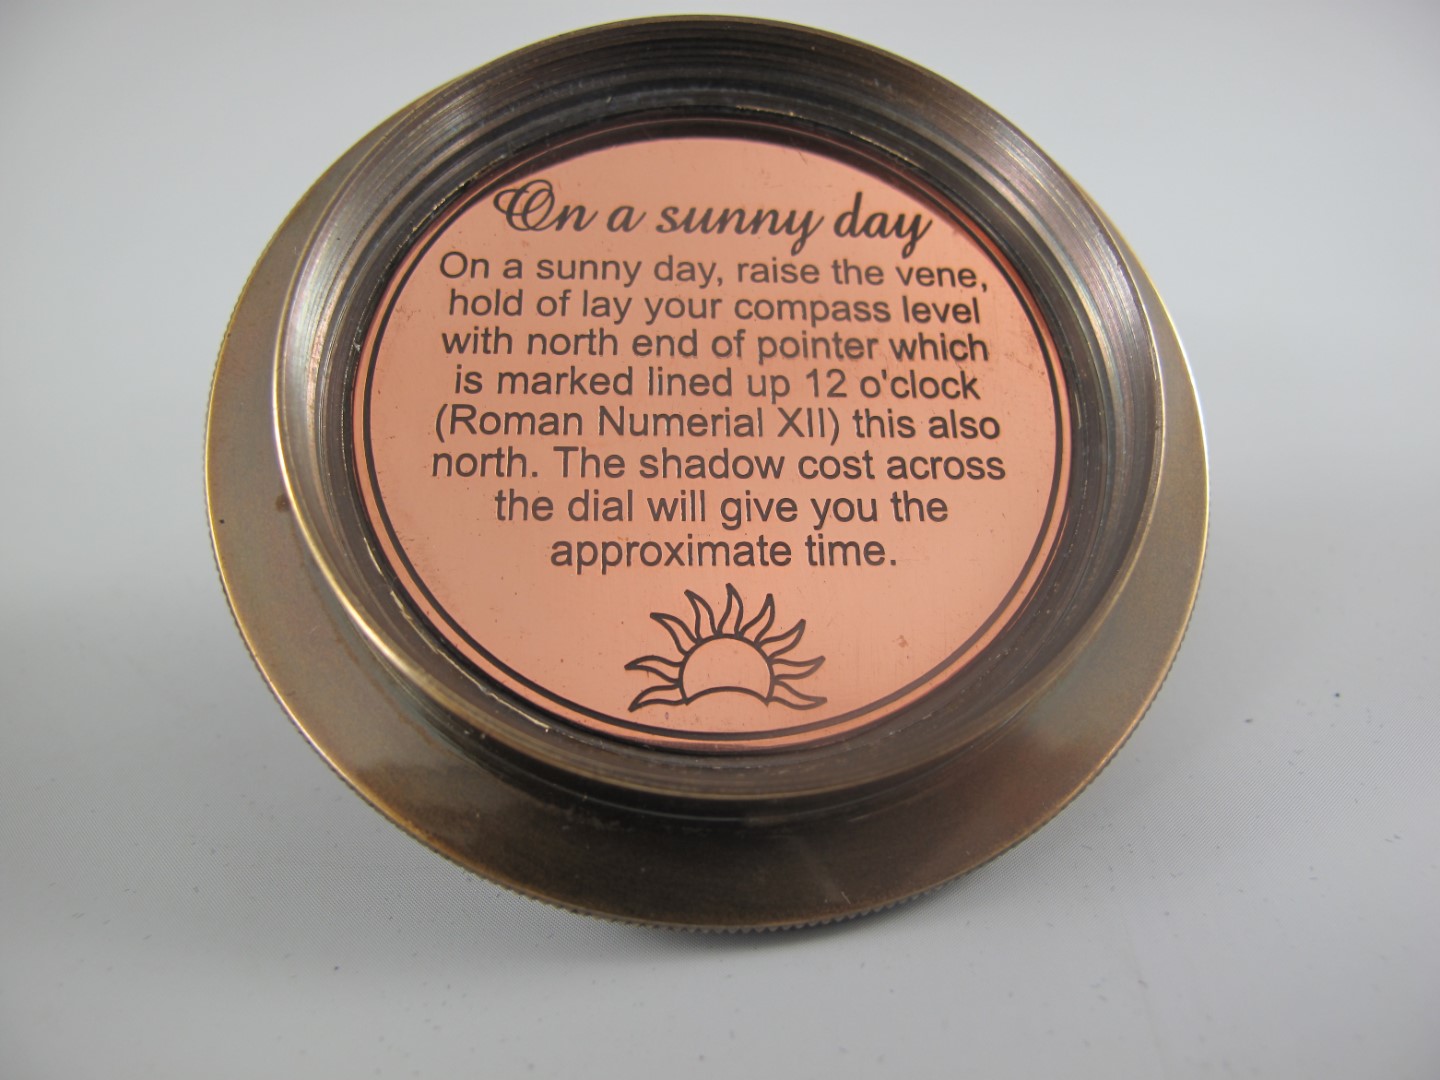 On a sunny day
On a sunny day, raise the vene,
hold of lay your compass level
with north end of pointer which
is marked lined up 12 o'clock
(Roman Numerial XII) this also
north. The shadow cost across
the dial will give you the
approximate time.